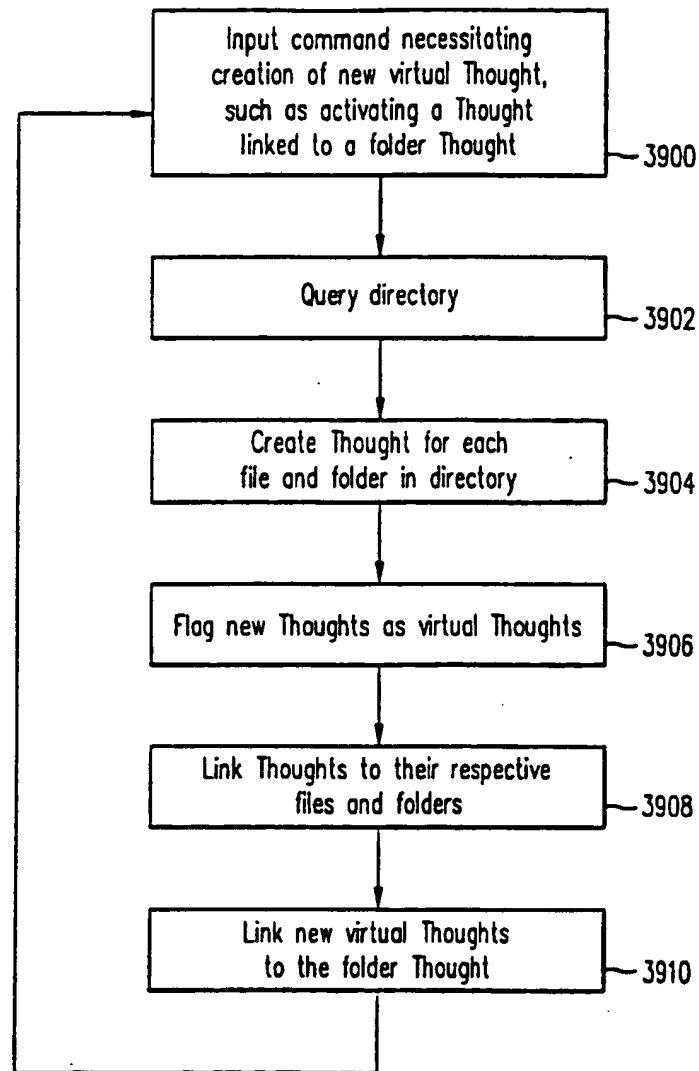 Input command necessitating
creation of new virtual Thought,
such as activating a Thought
linked to a folder Thought
3900
Query directory
3902
Create Thought for each
file and folder in directory
3904
Flag new Thoughts as virtual Thoughts
3906
Link Thoughts to their respective
files and folders
3908
Link new virtual Thoughts
to the folder Thought
3910